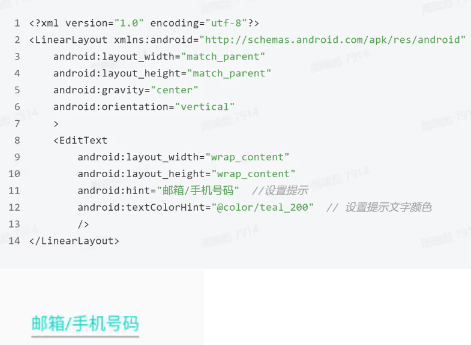 1 <?xml version="1.0" encoding="utf-8"?>
2 <LinearLayout xmlns:android="http://schemas.android.com/apk/res/android"
3 android:layout_width="match_parent"
4 android:layout_height="match_parent"
5 android:gravity="center"
6 android:orientation="vertical"
7 >
8 <EditText
9 android:layout_width="wrap_content"
10 android:layout_height="wrap_content"
11 android:hint="邮箱/手机号码" //设置提示
12 android:textColorHint="@color/teal_200" // 设置提示文字颜色
13 />
14 </LinearLayout>
邮箱/手机号码